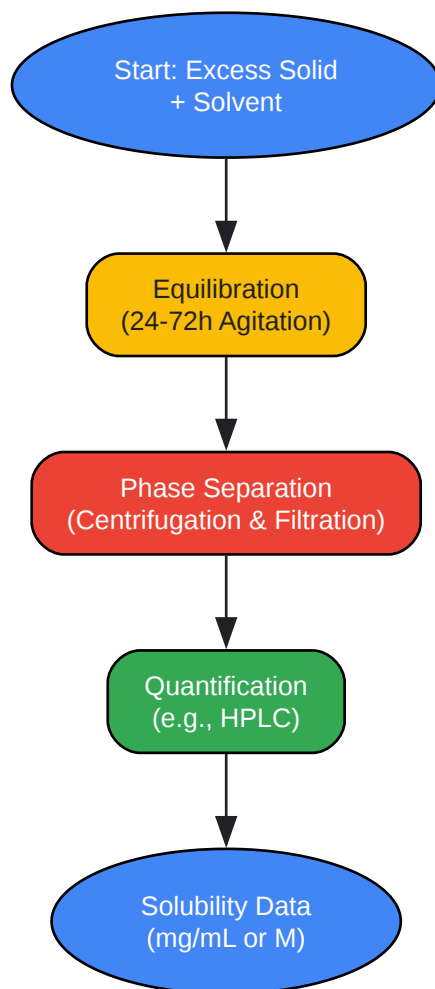 Start: Excess Solid
+ Solvent
Equilibration
(24-72h Agitation)
Phase Separation
(Centrifugation & Filtration)
Quantification
(e.g., HPLC)
Solubility Data
(mg/mL or M)